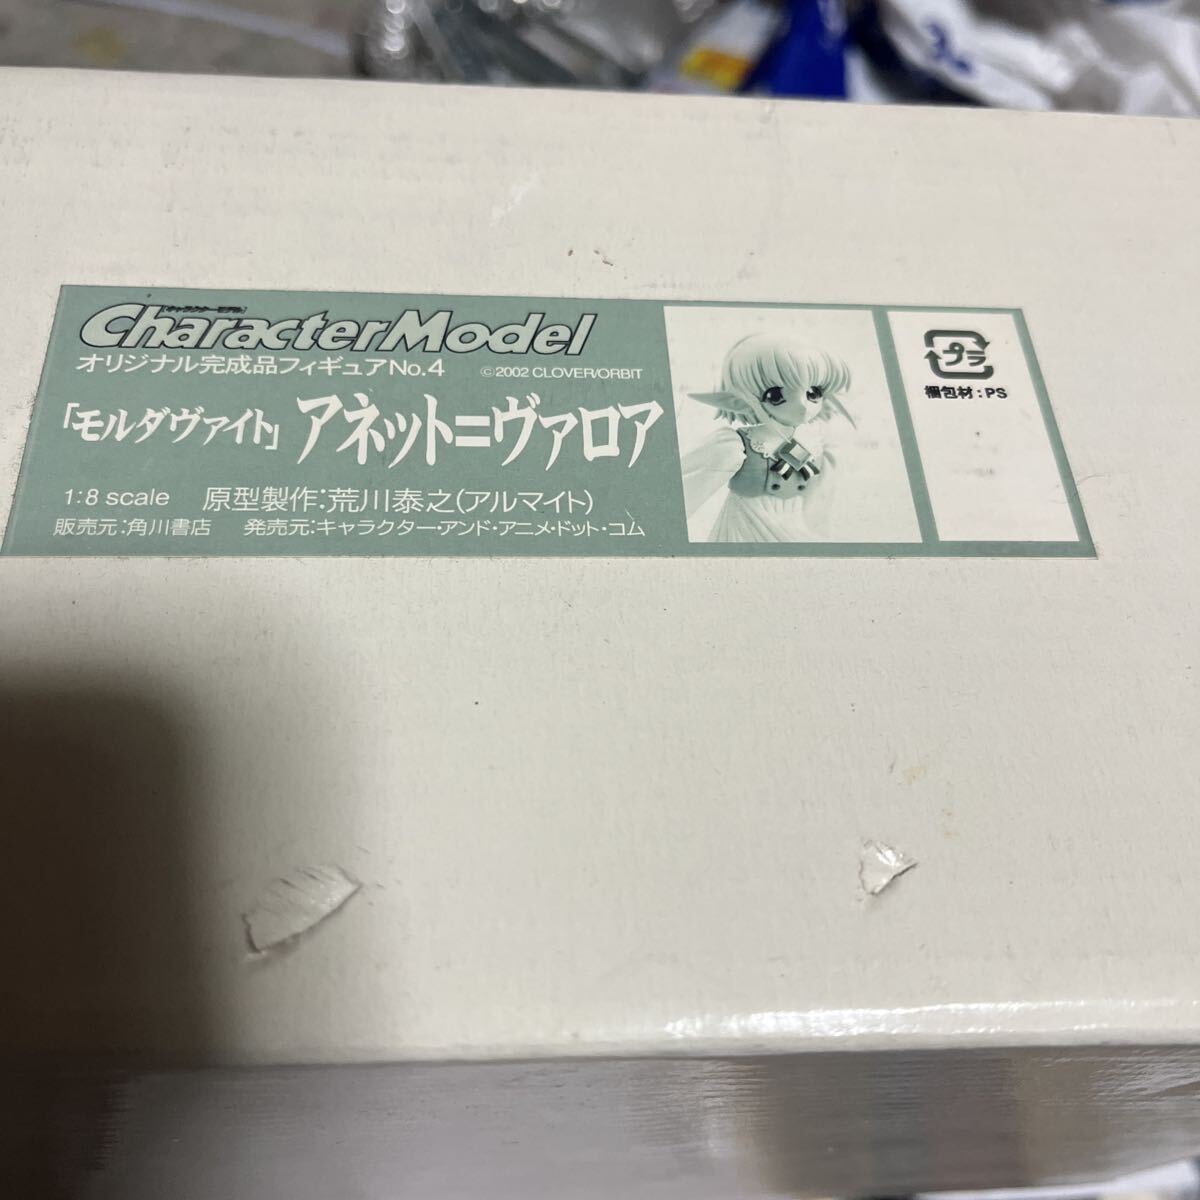 [キャラクターモデル]
CharacterModel
オリジナル完成品フィギュアNo.4 ©2002 CLOVER/ORBIT
「モルダヴァイト」アネット=ヴァロア
1:8 scale 原型製作:荒川泰之(アルマイト)
販売元:角川書店 発売元:キャラクター・アンド・アニメ・ドット・コム
プラ
梱包材:PS